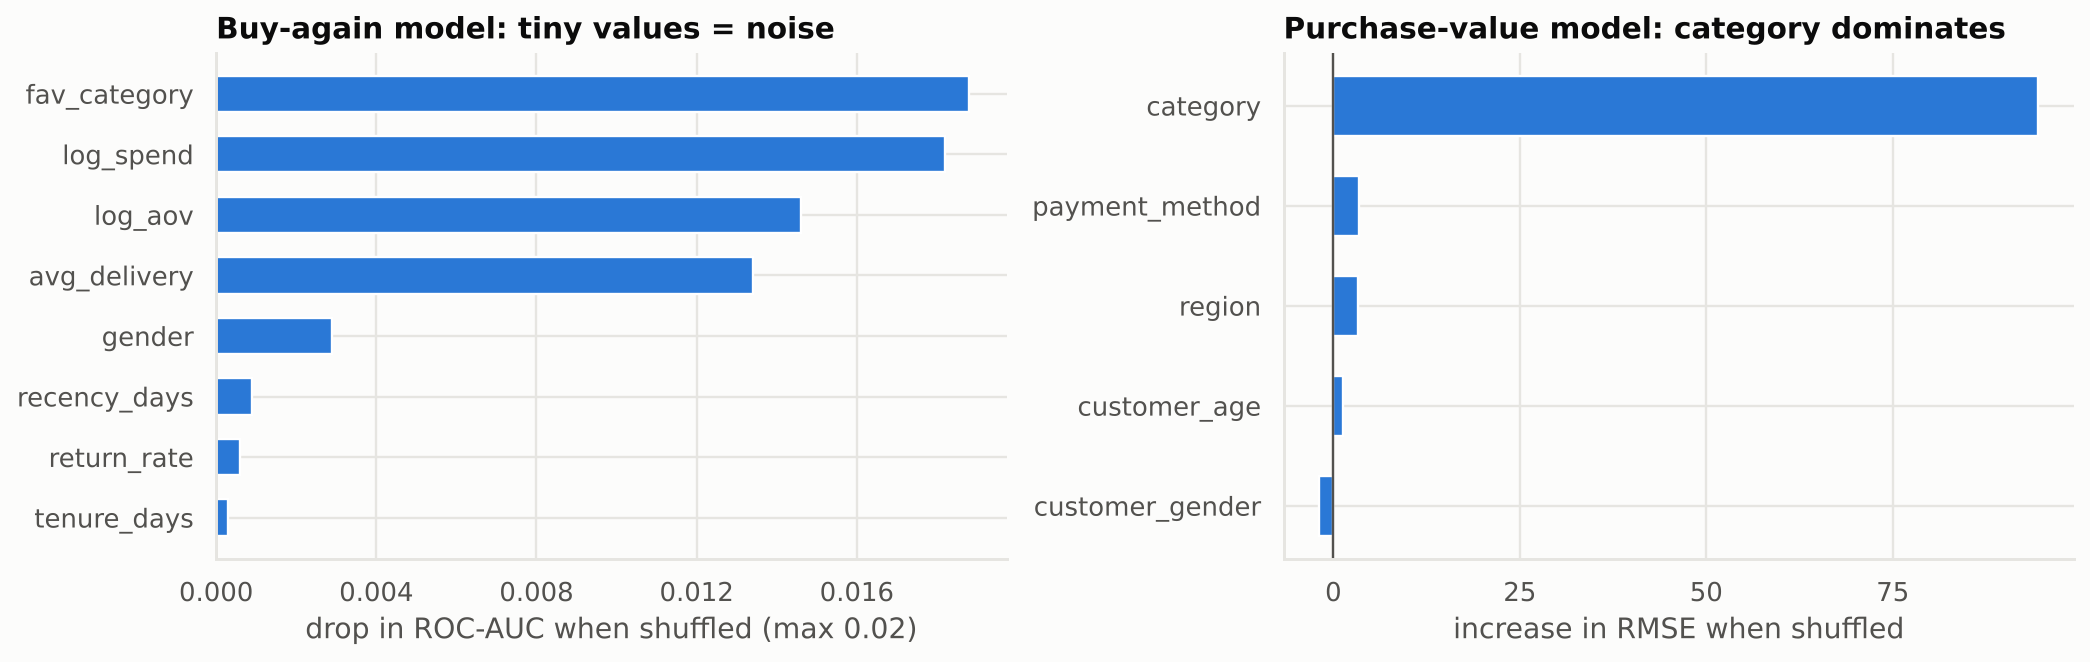 Buy-again model: tiny values = noise
fav_category
log_spend
log_aov
avg_delivery
gender
recency_days
return_rate
tenure_days
0.000 0.004 0.008 0.012 0.016
drop in ROC-AUC when shuffled (max 0.02)
Purchase-value model: category dominates
category
payment_method
region
customer_age
customer_gender
0 25 50 75
increase in RMSE when shuffled